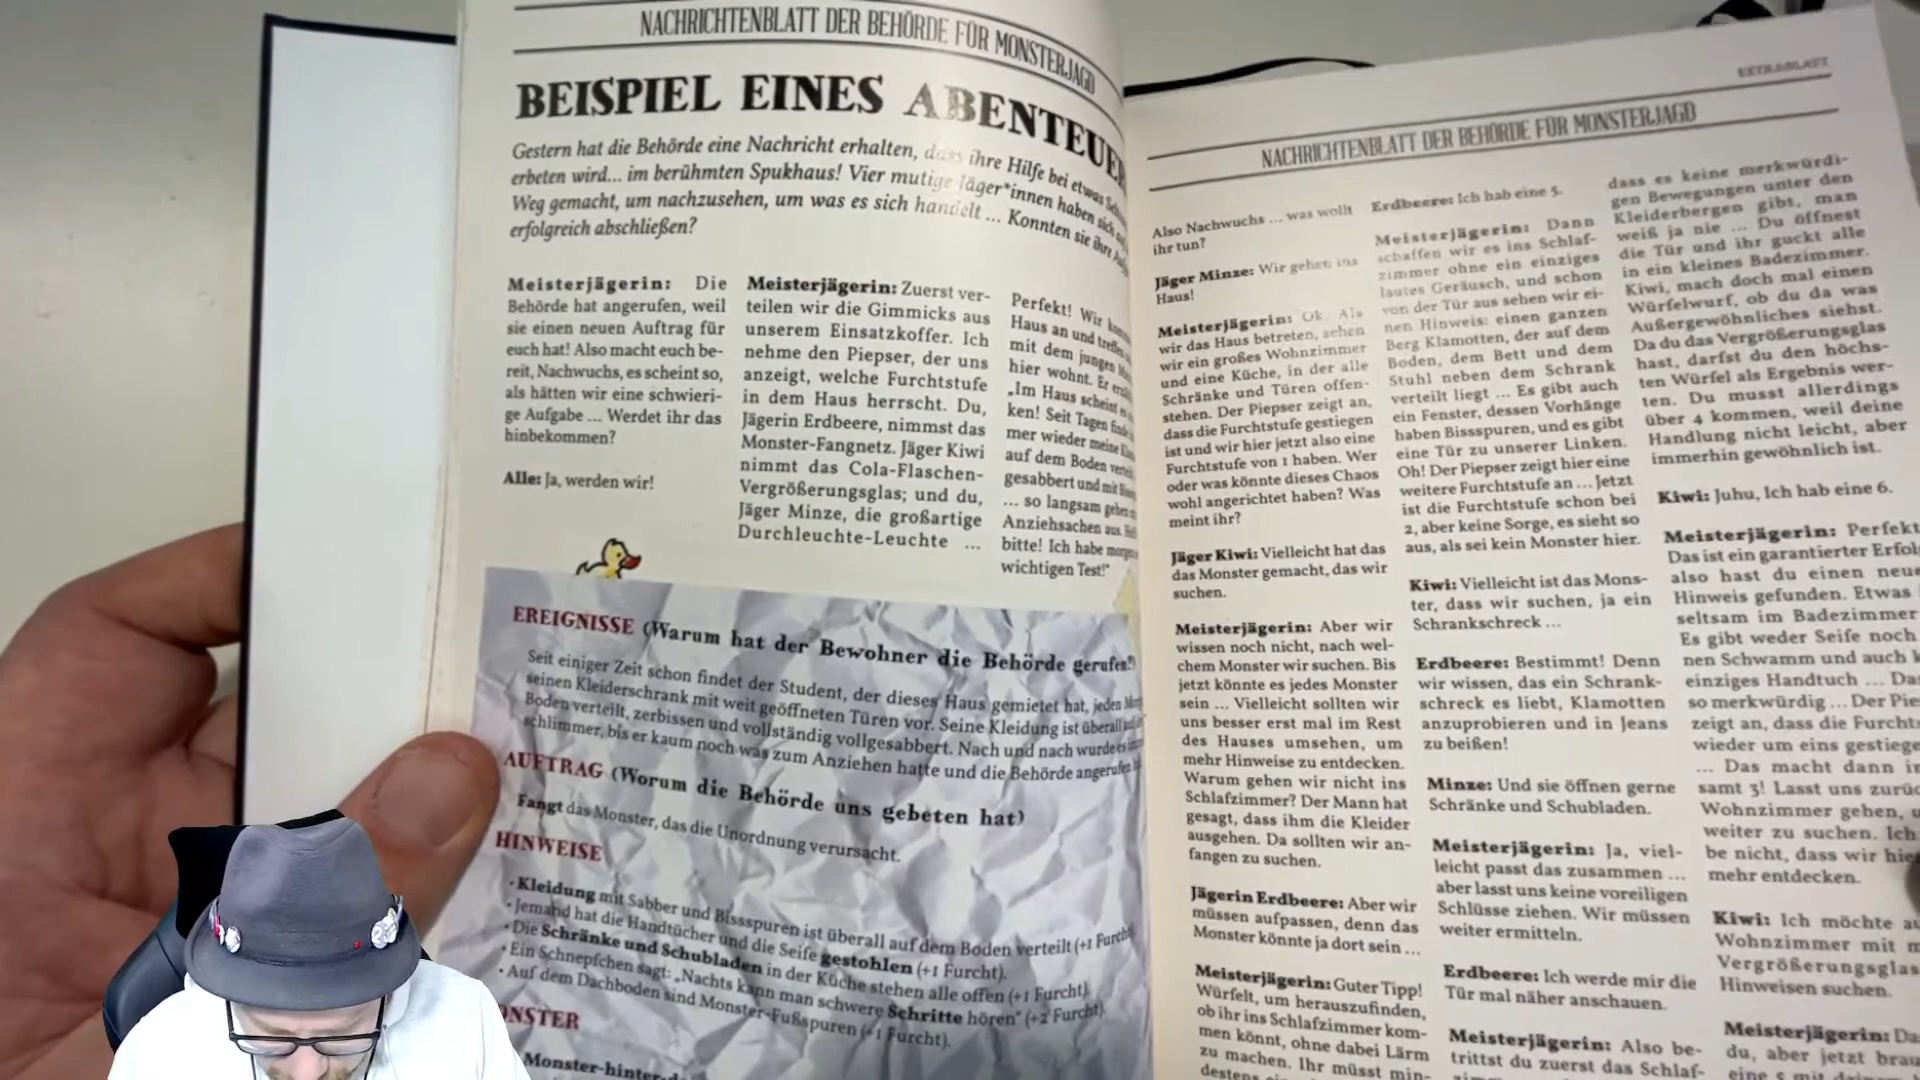 NACHRICHTENBLATT DER BEHÖRDE FÜR MONSTERJAGD
BEISPIEL EINES ABENTEUER
Gestern hat die Behörde eine Nachricht erhalten, dass ihre Hilfe bei etwas
erbeten wird... im berühmten Spukhaus! Vier mutige Jäger*innen haben sich
Weg gemacht, um nachzusehen, um was es sich handelt ... Konnten sie ihre
erfolgreich abschließen?
Meisterjägerin: Die
Behörde hat angerufen, weil
sie einen neuen Auftrag für
euch hat! Also macht euch be-
reit, Nachwuchs, es scheint so,
als hätten wir eine schwieri-
ge Aufgabe ... Werdet ihr das
hinbekommen?
Alle: Ja, werden wir!
Meisterjägerin: Zuerst ver-
teilen wir die Gimmicks aus
unserem Einsatzkoffer. Ich
nehme den Piepser, der uns
anzeigt, welche Furchtstufe
in dem Haus herrscht. Du,
Jägerin Erdbeere, nimmst das
Monster-Fangnetz. Jäger Kiwi
nimmt das Cola-Flaschen-
Vergrößerungsglas; und du,
Jäger Minze, die großartige
Durchleuchte-Leuchte ...
Perfekt! Wir
Haus an und treffen
mit dem jungen
hier wohnt. Er
„Im Haus scheint es
ken! Seit Tagen finde
mer wieder meine
auf dem Boden
gesabbert und mit
... so langsam gehen
Anziehsachen aus.
bitte! Ich habe morgen
wichtigen Test!"
EREIGNISSE (Warum hat der Bewohner die Behörde gerufen?)
Seit einiger Zeit schon findet der Student, der dieses Haus gemietet hat, jeden
seinen Kleiderschrank mit weit geöffneten Türen vor. Seine Kleidung ist überall
Boden verteilt, zerbissen und vollständig vollgesabbert. Nach und nach wurde es
schlimmer, bis er kaum noch was zum Anziehen hatte und die Behörde angerufen
AUFTRAG (Worum die Behörde uns gebeten hat)
Fangt das Monster, das die Unordnung verursacht.
HINWEISE
· Kleidung mit Sabber und Bissspuren ist überall auf dem Boden verteilt (+1 Furcht).
· Jemand hat die Handtücher und die Seife gestohlen (+1 Furcht).
· Die Schränke und Schubladen in der Küche stehen alle offen (+1 Furcht).
· Ein Schnepfchen sagt: „Nachts kann man schwere Schritte hören" (+2 Furcht).
· Auf dem Dachboden sind Monster-Fußspuren (+1 Furcht).
ONSTER
EXTRABLATT
NACHRICHTENBLATT DER BEHÖRDE FÜR MONSTERJAGD
Also Nachwuchs ... was wollt
ihr tun?
Jäger Minze: Wir gehen ins
Haus!
Meisterjägerin: Ok. Als
wir das Haus betreten, sehen
wir ein großes Wohnzimmer
und eine Küche, in der alle
Schränke und Türen offen-
stehen. Der Piepser zeigt an,
dass die Furchtstufe gestiegen
ist und wir hier jetzt also eine
Furchtstufe von 1 haben. Wer
oder was könnte dieses Chaos
wohl angerichtet haben? Was
meint ihr?
Jäger Kiwi: Vielleicht hat das
das Monster gemacht, das wir
suchen.
Meisterjägerin: Aber wir
wissen noch nicht, nach wel-
chem Monster wir suchen. Bis
jetzt könnte es jedes Monster
sein ... Vielleicht sollten wir
uns besser erst mal im Rest
des Hauses umsehen, um
mehr Hinweise zu entdecken.
Warum gehen wir nicht ins
Schlafzimmer? Der Mann hat
gesagt, dass ihm die Kleider
ausgehen. Da sollten wir an-
fangen zu suchen.
Jägerin Erdbeere: Aber wir
müssen aufpassen, denn das
Monster könnte ja dort sein ...
Meisterjägerin: Guter Tipp!
Würfelt, um herauszufinden,
ob ihr ins Schlafzimmer kom-
men könnt, ohne dabei Lärm
zu machen. Ihr müsst min-
Erdbeere: Ich hab eine 5.
Meisterjägerin: Dann
schaffen wir es ins Schlaf-
zimmer ohne ein einziges
lautes Geräusch, und schon
von der Tür aus sehen wir ei-
nen Hinweis: einen ganzen
Berg Klamotten, der auf dem
Boden, dem Bett und dem
Stuhl neben dem Schrank
verteilt liegt ... Es gibt auch
ein Fenster, dessen Vorhänge
haben Bissspuren, und es gibt
eine Tür zu unserer Linken.
Oh! Der Piepser zeigt hier eine
weitere Furchtstufe an ... Jetzt
ist die Furchtstufe schon bei
2, aber keine Sorge, es sieht so
aus, als sei kein Monster hier.
Kiwi: Vielleicht ist das Mons-
ter, dass wir suchen, ja ein
Schrankschreck ...
Erdbeere: Bestimmt! Denn
wir wissen, das ein Schrank-
schreck es liebt, Klamotten
anzuprobieren und in Jeans
zu beißen!
Minze: Und sie öffnen gerne
Schränke und Schubladen.
Meisterjägerin: Ja, viel-
leicht passt das zusammen ...
aber lasst uns keine voreiligen
Schlüsse ziehen. Wir müssen
weiter ermitteln.
Erdbeere: Ich werde mir die
Tür mal näher anschauen.
Meisterjägerin: Also be-
trittst du zuerst das Schlaf-
dass es keine merkwürdi-
gen Bewegungen unter den
Kleiderbergen gibt, man
weiß ja nie ... Du öffnest
die Tür und ihr guckt alle
in ein kleines Badezimmer.
Kiwi, mach doch mal einen
Würfelwurf, ob du da was
Außergewöhnliches siehst.
Da du das Vergrößerungsglas
hast, darfst du den höchs-
ten Würfel als Ergebnis wer-
ten. Du musst allerdings
über 4 kommen, weil deine
Handlung nicht leicht, aber
immerhin gewöhnlich ist.
Kiwi: Juhu, Ich hab eine 6.
Meisterjägerin: Perfekt
Das ist ein garantierter Erfol
also hast du einen neue
Hinweis gefunden. Etwas
seltsam im Badezimmer
Es gibt weder Seife noch
nen Schwamm und auch k
einziges Handtuch ... Da
so merkwürdig ... Der Pie
zeigt an, dass die Furcht
wieder um eins gestiege
... Das macht dann in
samt 3! Lasst uns zurüc
Wohnzimmer gehen, u
weiter zu suchen. Ich
be nicht, dass wir hie
mehr entdecken.
Kiwi: Ich möchte a
Wohnzimmer mit m
Vergrößerungsglas
Hinweisen suchen.
Meisterjägerin: Da
du, aber jetzt brau